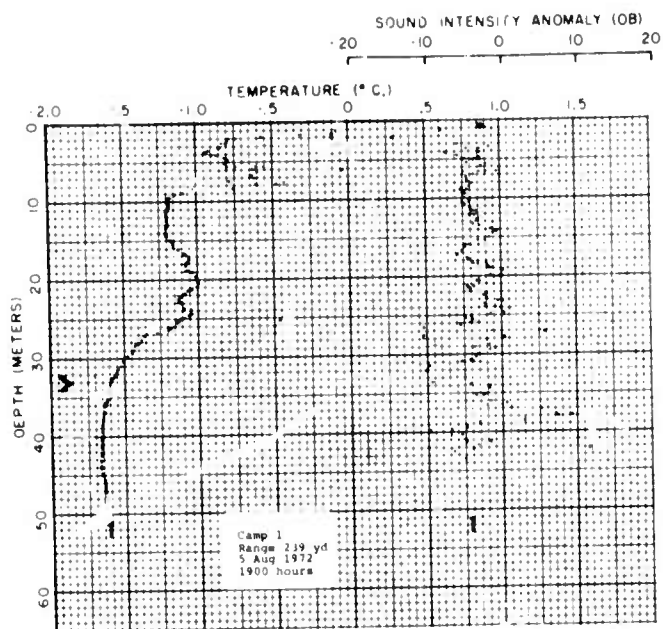 SOUND INTENSITY ANOMALY (OB)
-20 -10 0 10 20
TEMPERATURE (°C.)
-2.0 -1.5 -1.0 -.5 0 .5 1.0 1.5
0
10
20
30
40
50
60
DEPTH (METERS)
Camp 1
Range 239 yd
5 Aug 1972
1900 hours